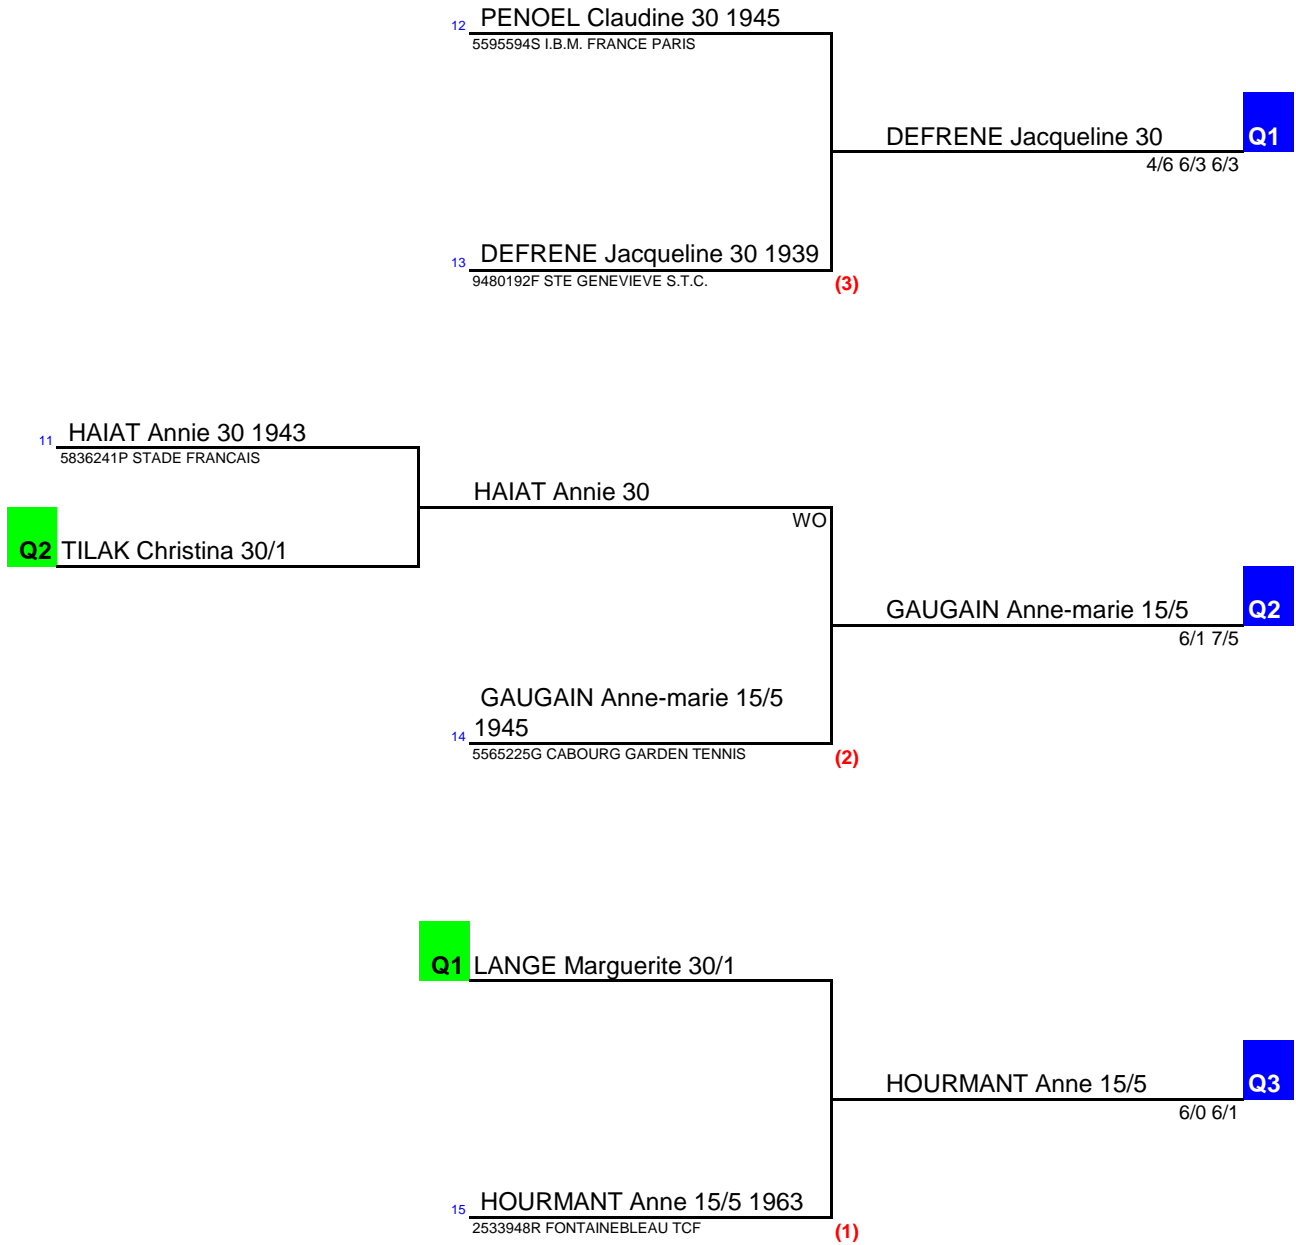 12 PENOEL Claudine 30 1945
5595594S I.B.M. FRANCE PARIS
DEFRENE Jacqueline 30 Q1
4/6 6/3 6/3
13 DEFRENE Jacqueline 30 1939
9480192F STE GENEVIEVE S.T.C. (3)
11 HAIAT Annie 30 1943
5836241P STADE FRANCAIS
HAIAT Annie 30
WO
Q2 TILAK Christina 30/1
GAUGAIN Anne-marie 15/5 Q2
6/1 7/5
GAUGAIN Anne-marie 15/5
14 1945
5565225G CABOURG GARDEN TENNIS (2)
Q1 LANGE Marguerite 30/1
HOURMANT Anne 15/5 Q3
6/0 6/1
15 HOURMANT Anne 15/5 1963
2533948R FONTAINEBLEAU TCF (1)